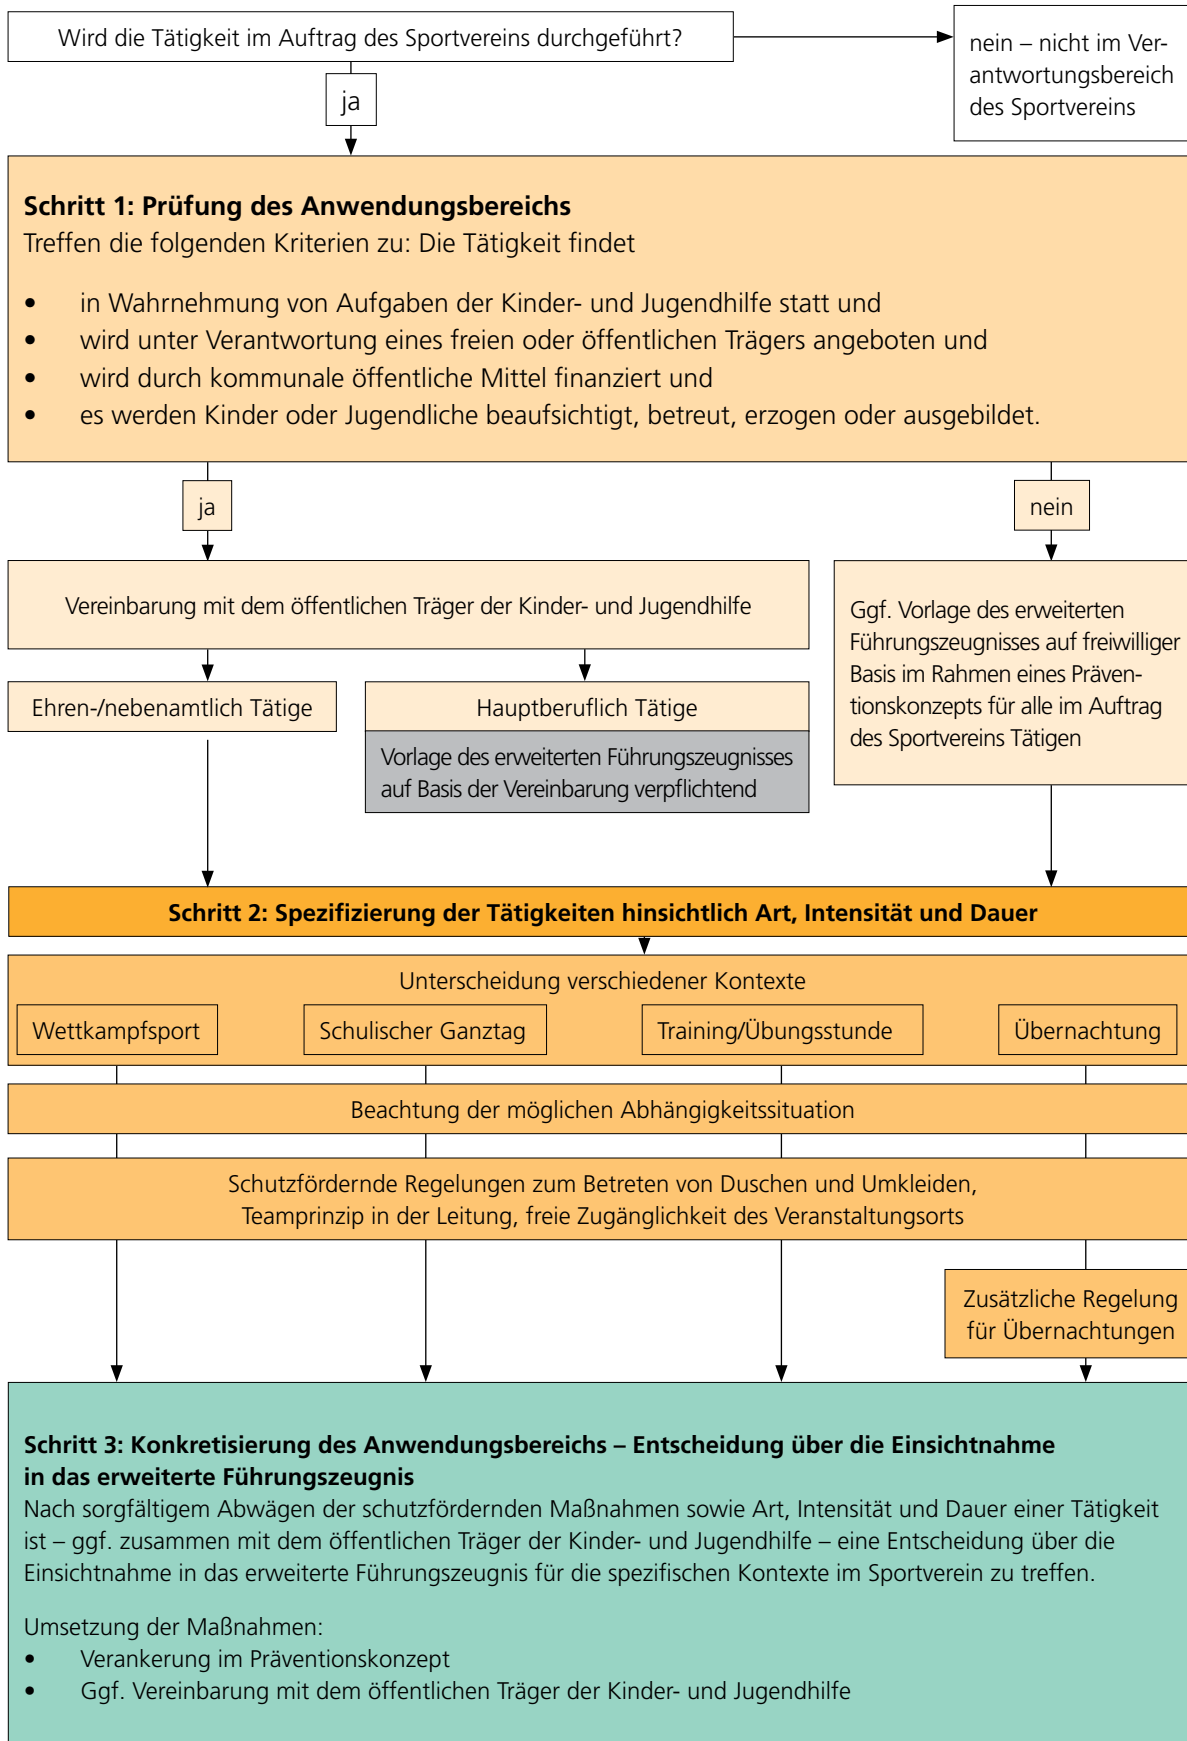 Wird die Tätigkeit im Auftrag des Sportvereins durchgeführt?
nein – nicht im Ver-
antwortungsbereich
des Sportvereins
ja
Schritt 1: Prüfung des Anwendungsbereichs
Treffen die folgenden Kriterien zu: Die Tätigkeit findet
• in Wahrnehmung von Aufgaben der Kinder- und Jugendhilfe statt und
• wird unter Verantwortung eines freien oder öffentlichen Trägers angeboten und
• wird durch kommunale öffentliche Mittel finanziert und
• es werden Kinder oder Jugendliche beaufsichtigt, betreut, erzogen oder ausgebildet.
ja
nein
Vereinbarung mit dem öffentlichen Träger der Kinder- und Jugendhilfe
Ggf. Vorlage des erweiterten
Führungszeugnisses auf freiwilliger
Basis im Rahmen eines Präven-
tionskonzepts für alle im Auftrag
des Sportvereins Tätigen
Ehren-/nebenamtlich Tätige
Hauptberuflich Tätige
Vorlage des erweiterten Führungszeugnisses
auf Basis der Vereinbarung verpflichtend
Schritt 2: Spezifizierung der Tätigkeiten hinsichtlich Art, Intensität und Dauer
Unterscheidung verschiedener Kontexte
Wettkampfsport
Schulischer Ganztag
Training/Übungsstunde
Übernachtung
Beachtung der möglichen Abhängigkeitssituation
Schutzfördernde Regelungen zum Betreten von Duschen und Umkleiden,
Teamprinzip in der Leitung, freie Zugänglichkeit des Veranstaltungsorts
Zusätzliche Regelung
für Übernachtungen
Schritt 3: Konkretisierung des Anwendungsbereichs – Entscheidung über die Einsichtnahme
in das erweiterte Führungszeugnis
Nach sorgfältigem Abwägen der schutzfördernden Maßnahmen sowie Art, Intensität und Dauer einer Tätigkeit
ist – ggf. zusammen mit dem öffentlichen Träger der Kinder- und Jugendhilfe – eine Entscheidung über die
Einsichtnahme in das erweiterte Führungszeugnis für die spezifischen Kontexte im Sportverein zu treffen.
Umsetzung der Maßnahmen:
• Verankerung im Präventionskonzept
• Ggf. Vereinbarung mit dem öffentlichen Träger der Kinder- und Jugendhilfe